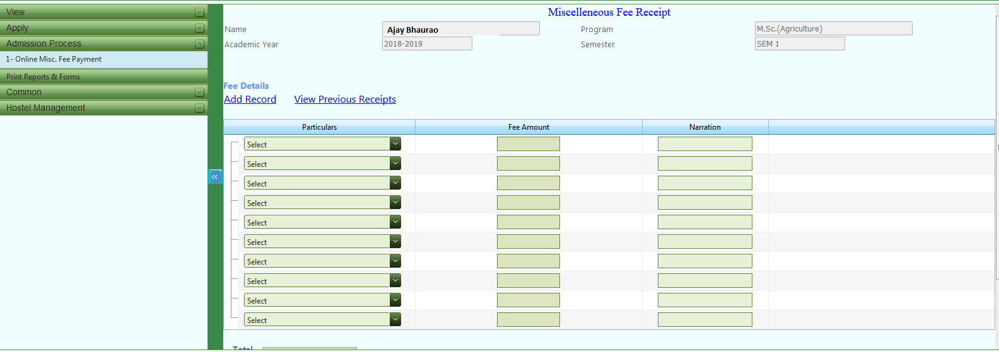 View
Apply
Admission Process
1- Online Misc. Fee Payment
Print Reports & Forms
Common
Hostel Management
«
Miscelleneous Fee Receipt
Name Ajay Bhaurao Program M.Sc.(Agriculture)
Academic Year 2018-2019 Semester SEM 1
Fee Details
Add Record View Previous Receipts
Particulars Fee Amount Narration
Select
Select
Select
Select
Select
Select
Select
Select
Select
Select
Total